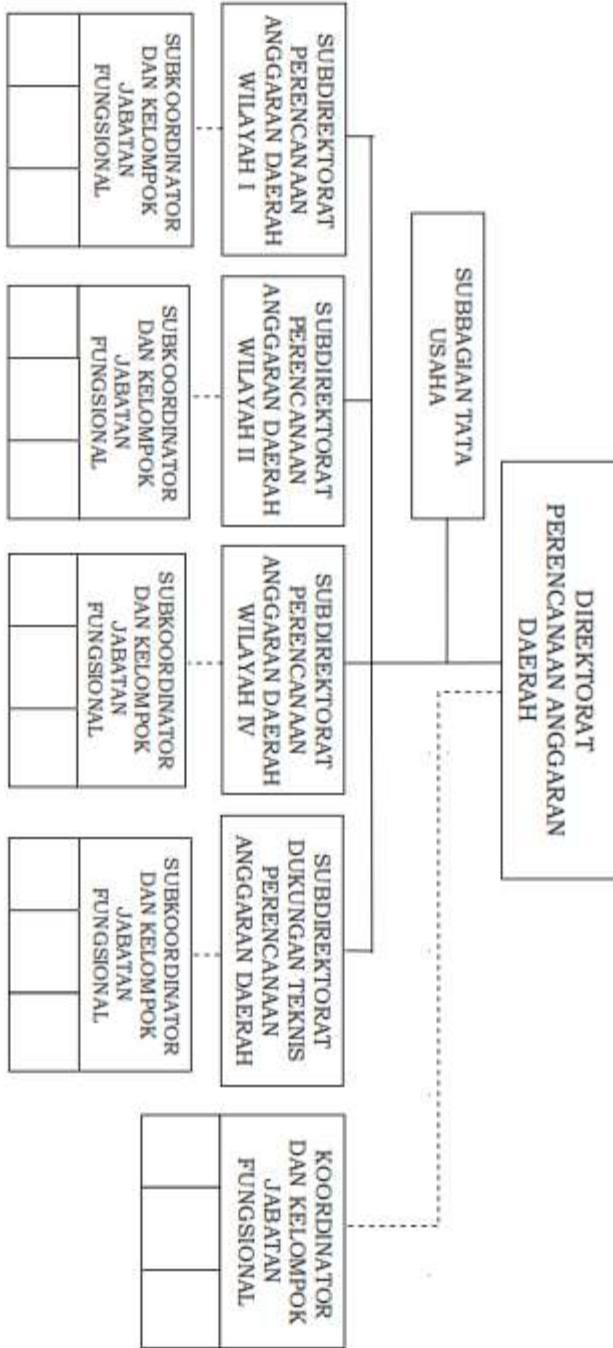 DIREKTORAT
PERENCANAAN ANGGARAN
DAERAH
SUBBAGIAN TATA
USAHA
SUBDIREKTORAT
PERENCANAAN
ANGGARAN DAERAH
WILAYAH I
SUBDIREKTORAT
PERENCANAAN
ANGGARAN DAERAH
WILAYAH II
SUBDIREKTORAT
PERENCANAAN
ANGGARAN DAERAH
WILAYAH IV
SUBDIREKTORAT
DUKUNGAN TEKNIS
PERENCANAAN
ANGGARAN DAERAH
KOORDINATOR
DAN KELOMPOK
JABATAN
FUNGSIONAL
SUBKOORDINATOR
DAN KELOMPOK
JABATAN
FUNGSIONAL
SUBKOORDINATOR
DAN KELOMPOK
JABATAN
FUNGSIONAL
SUBKOORDINATOR
DAN KELOMPOK
JABATAN
FUNGSIONAL
SUBKOORDINATOR
DAN KELOMPOK
JABATAN
FUNGSIONAL